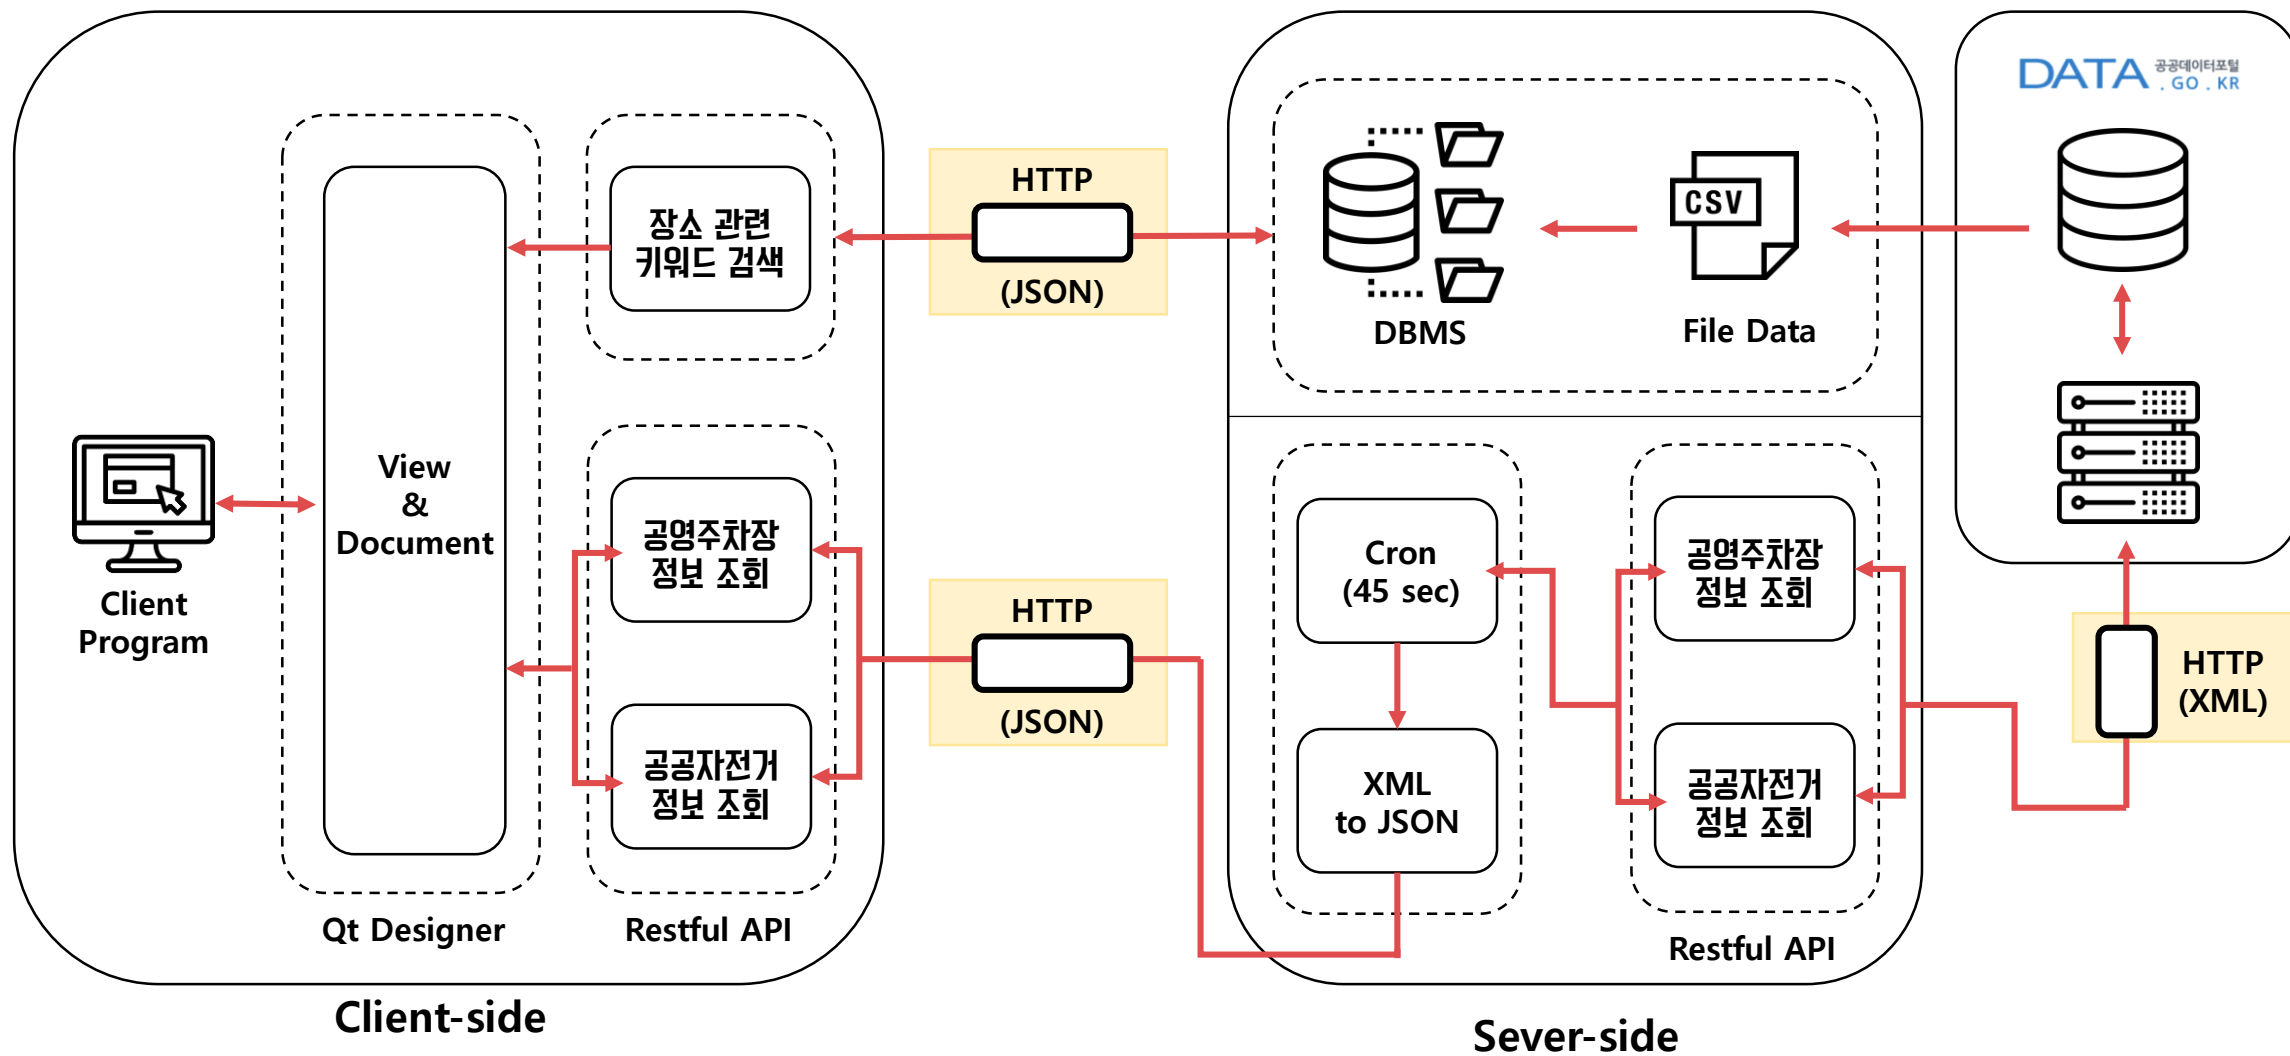 DATA 공공데이터포털
. GO . KR
장소 관련
키워드 검색
HTTP
(JSON)
CSV
DBMS
File Data
View
&
Document
Client
Program
공영주차장
정보 조회
공공자전거
정보 조회
Qt Designer
Restful API
HTTP
(JSON)
Cron
(45 sec)
XML
to JSON
공영주차장
정보 조회
공공자전거
정보 조회
Restful API
HTTP
(XML)
Client-side
Sever-side